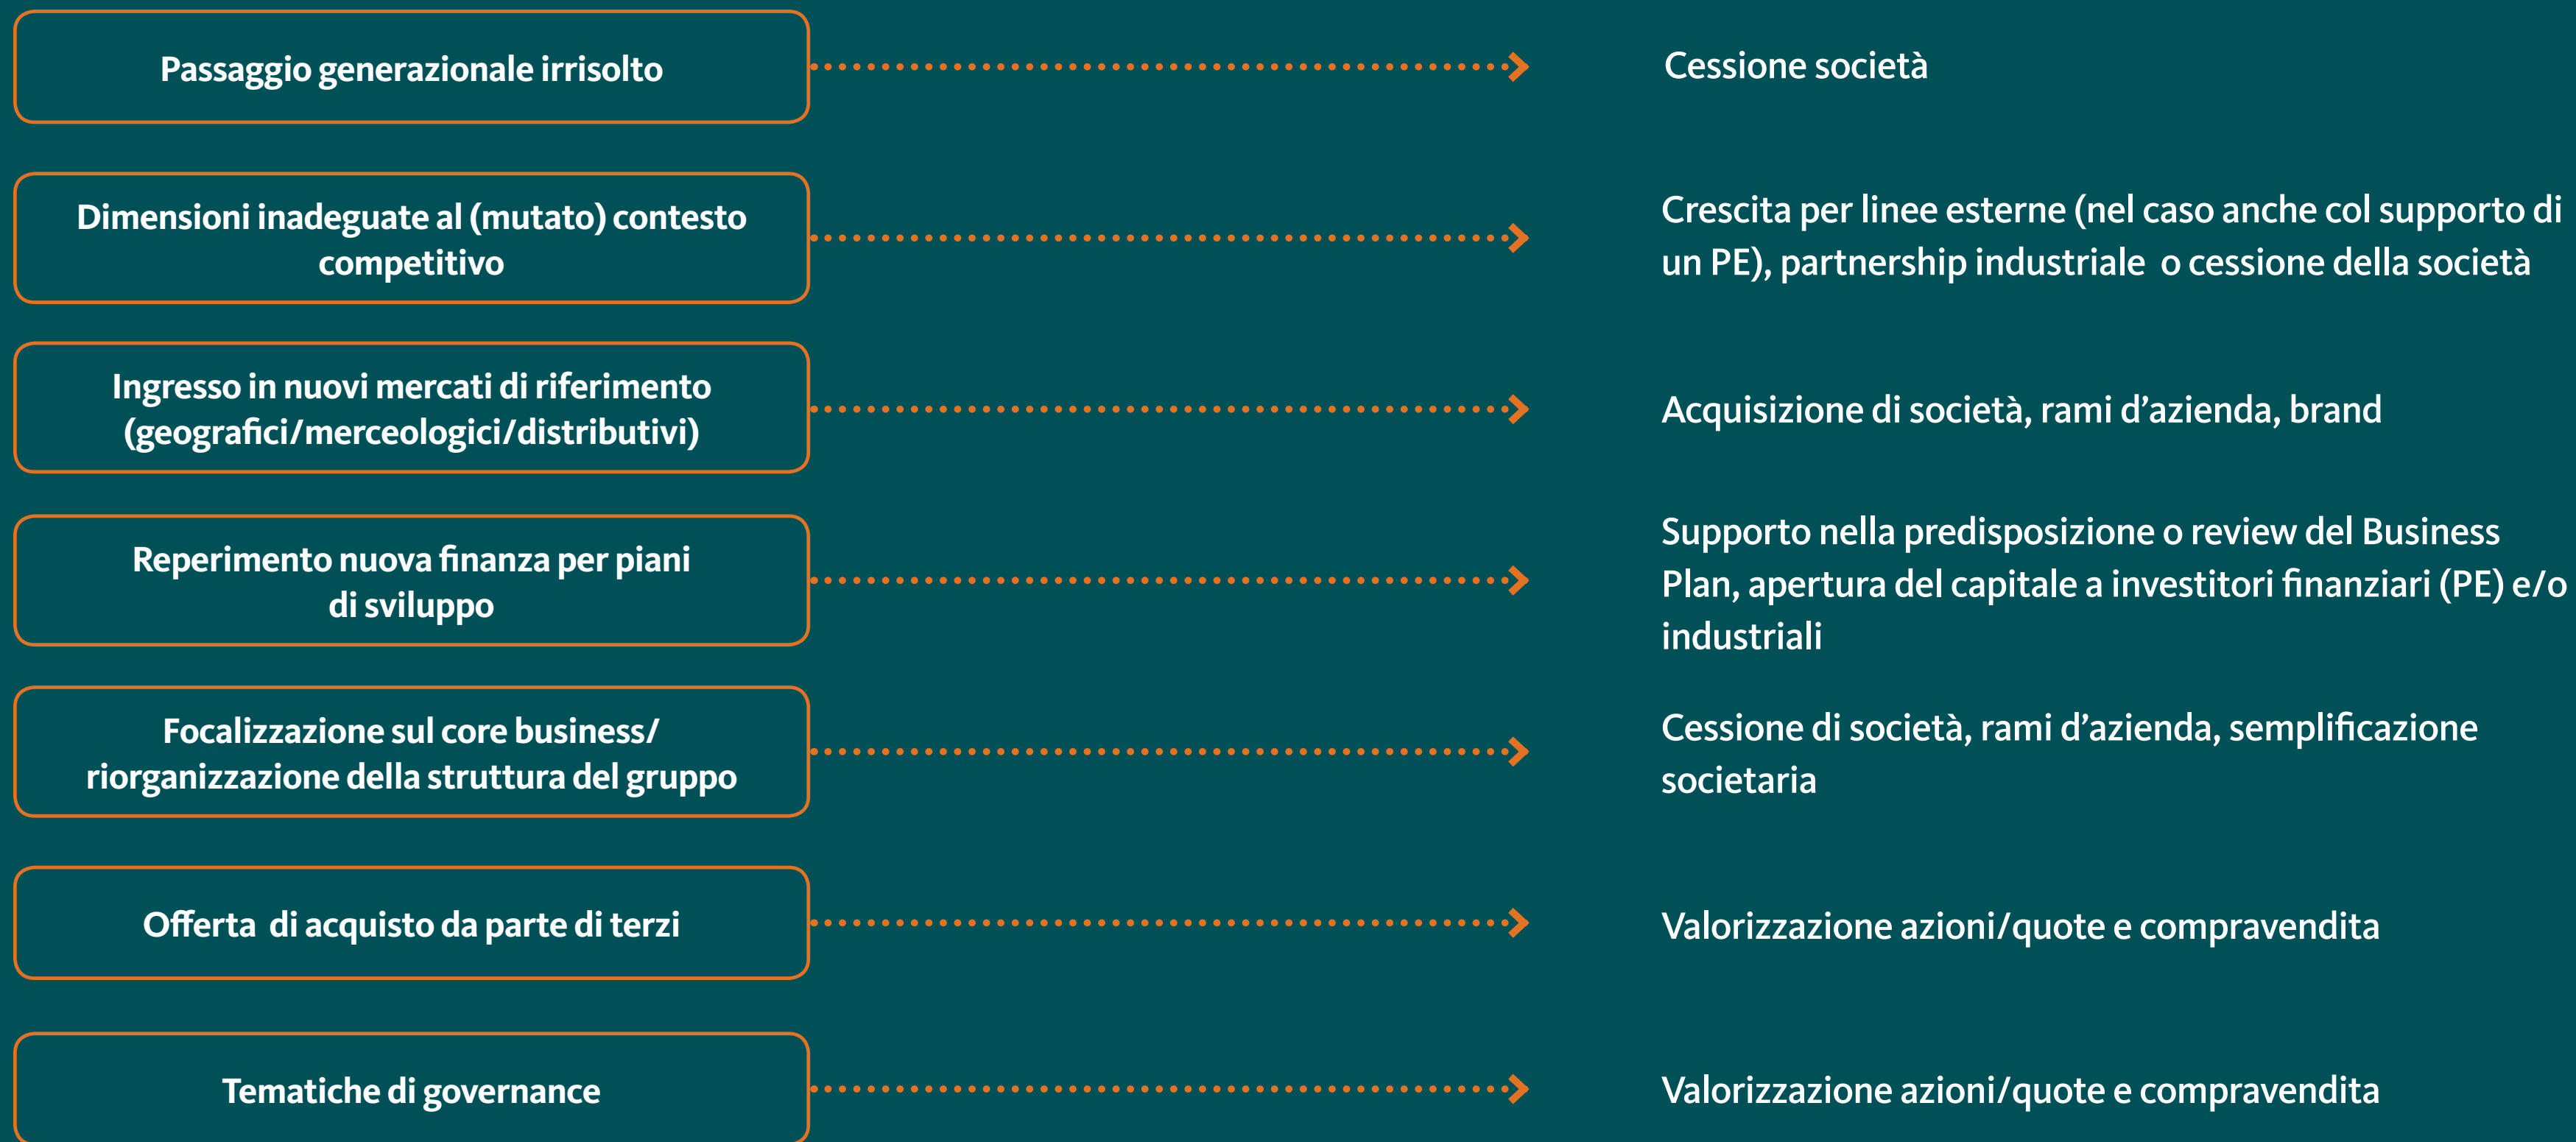 Passaggio generazionale irrisolto
Cessione società
Dimensioni inadeguate al (mutato) contesto
competitivo
Crescita per linee esterne (nel caso anche col supporto di
un PE), partnership industriale o cessione della società
Ingresso in nuovi mercati di riferimento
(geografici/merceologici/distributivi)
Acquisizione di società, rami d’azienda, brand
Reperimento nuova finanza per piani
di sviluppo
Supporto nella predisposizione o review del Business
Plan, apertura del capitale a investitori finanziari (PE) e/o
industriali
Focalizzazione sul core business/
riorganizzazione della struttura del gruppo
Cessione di società, rami d’azienda, semplificazione
societaria
Offerta di acquisto da parte di terzi
Valorizzazione azioni/quote e compravendita
Tematiche di governance
Valorizzazione azioni/quote e compravendita